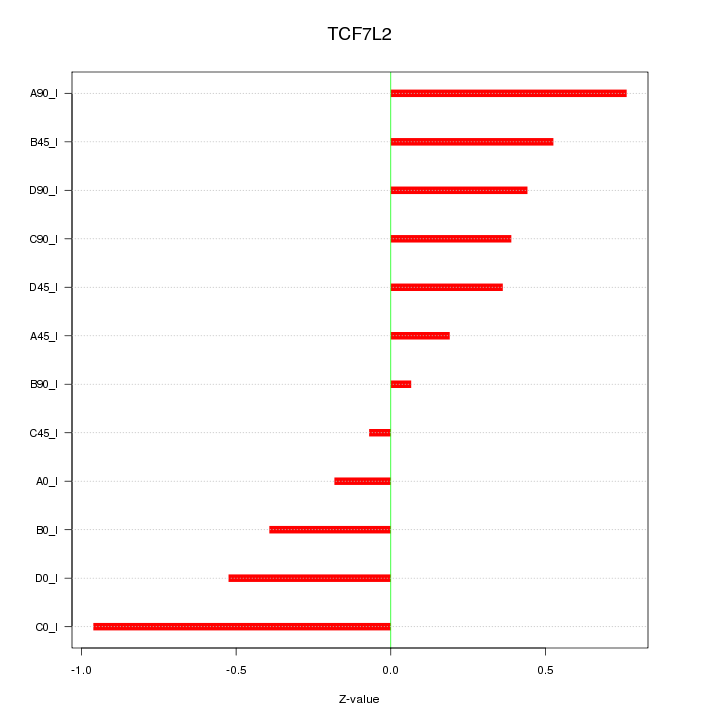 TCF7L2
A90_I
B45_I
D90_I
C90_I
D45_I
A45_I
B90_I
C45_I
A0_I
B0_I
D0_I
C0_I
-1.0 -0.5 0.0 0.5
Z-value